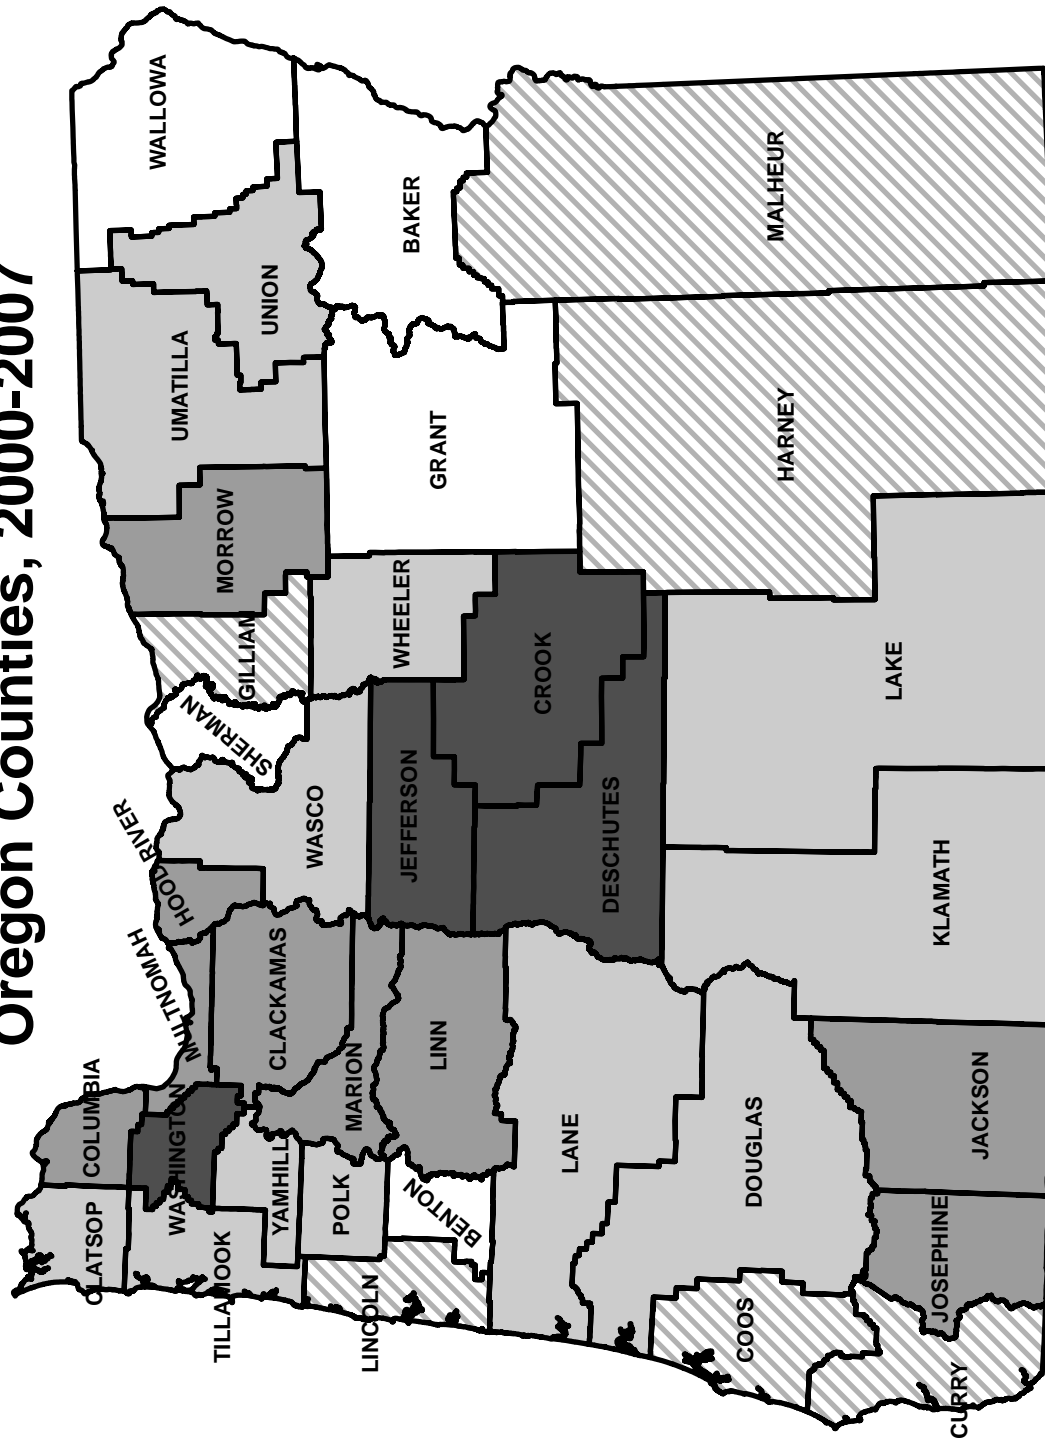 Oregon Counties, 2000-2007
CLATSOP
COLUMBIA
TILLAMOOK
WASHINGTON
MULTNOMAH
HOOD RIVER
YAMHILL
CLACKAMAS
WASCO
SHERMAN
GILLIAM
MORROW
UMATILLA
UNION
WALLOWA
LINCOLN
POLK
MARION
BENTON
LINN
JEFFERSON
WHEELER
GRANT
BAKER
LANE
DESCHUTES
CROOK
COOS
DOUGLAS
HARNEY
MALHEUR
CURRY
JOSEPHINE
JACKSON
KLAMATH
LAKE